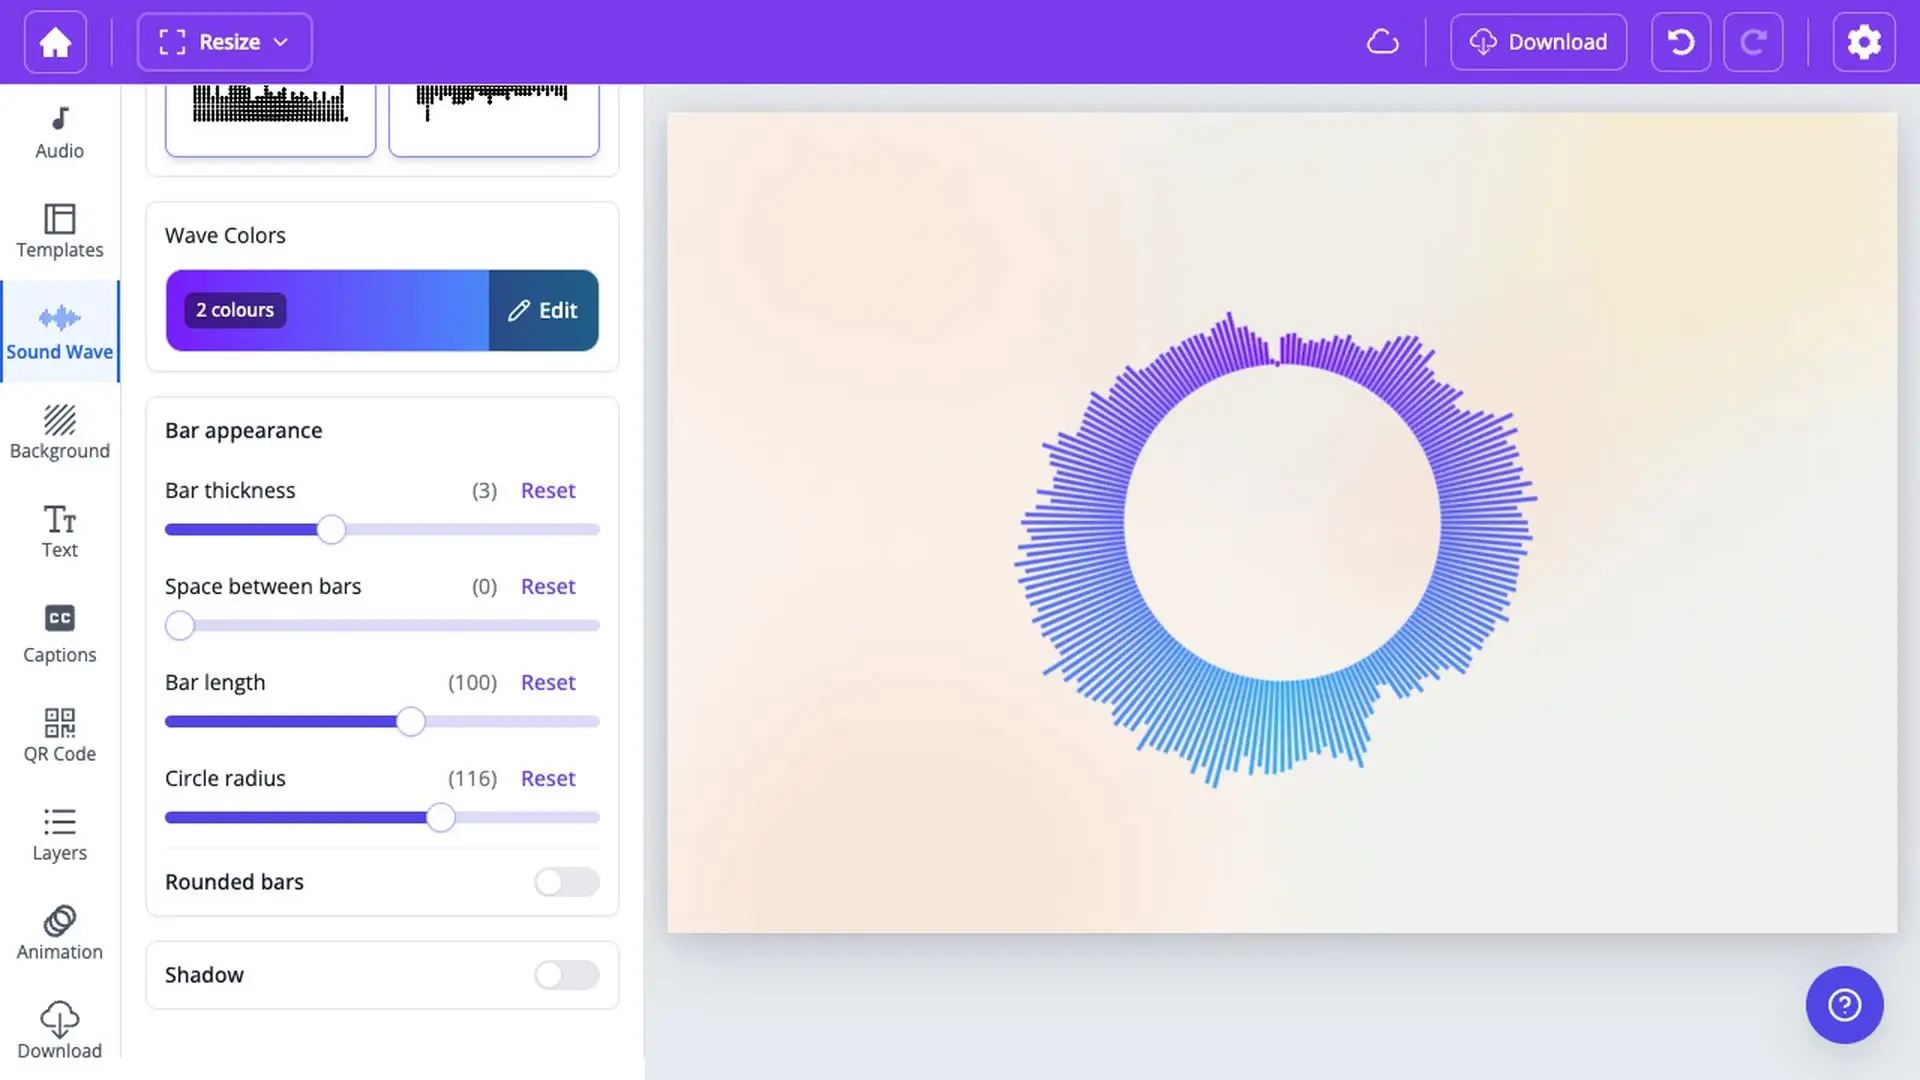 Resize
Download
Audio
Templates
Sound Wave
Background
Text
Captions
QR Code
Layers
Animation
Download
Wave Colors
2 colours
Edit
Bar appearance
Bar thickness (3) Reset
Space between bars (0) Reset
Bar length (100) Reset
Circle radius (116) Reset
Rounded bars
Shadow